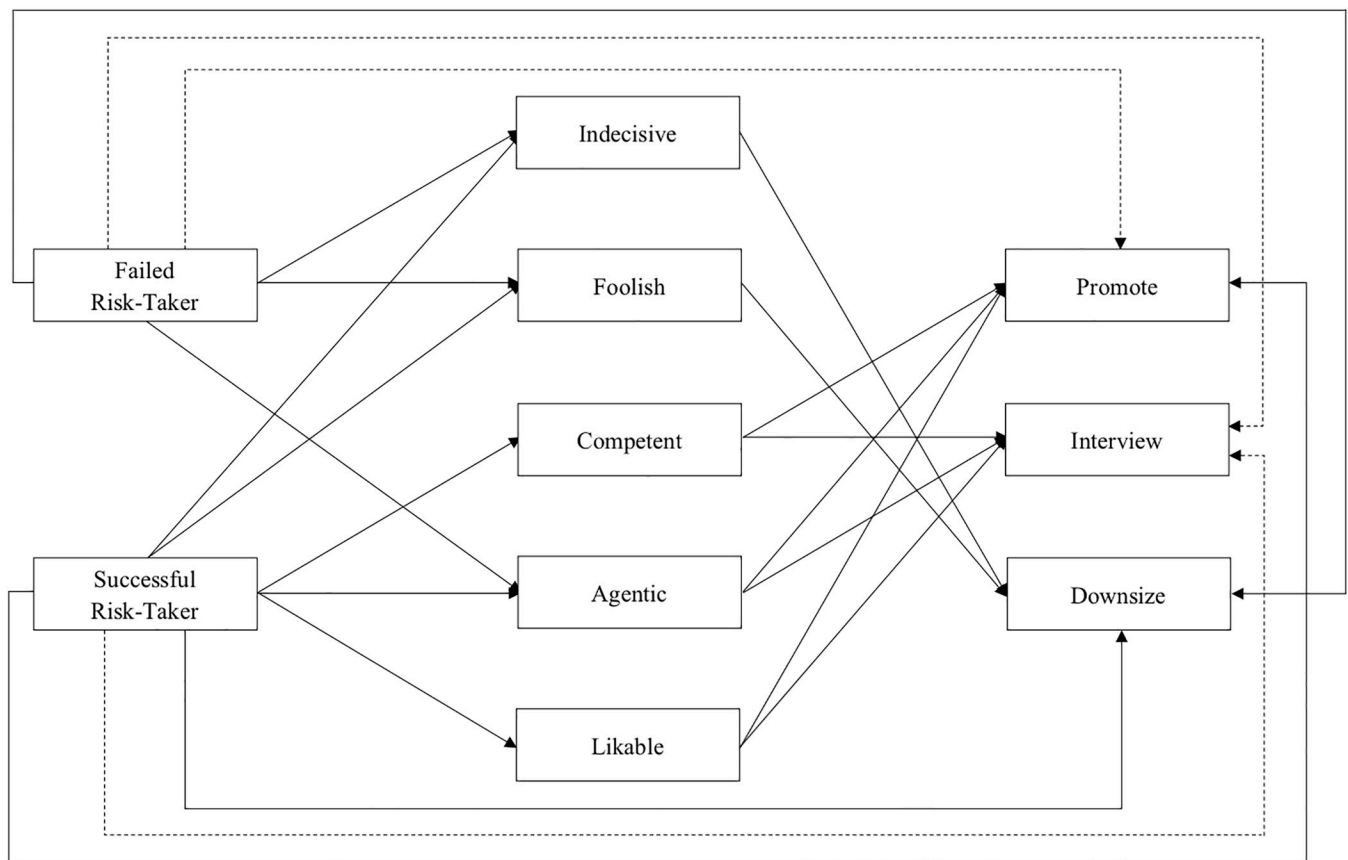 Indecisive
Failed
Risk-Taker
Foolish
Promote
Competent
Interview
Successful
Risk-Taker
Agentic
Downsize
Likable